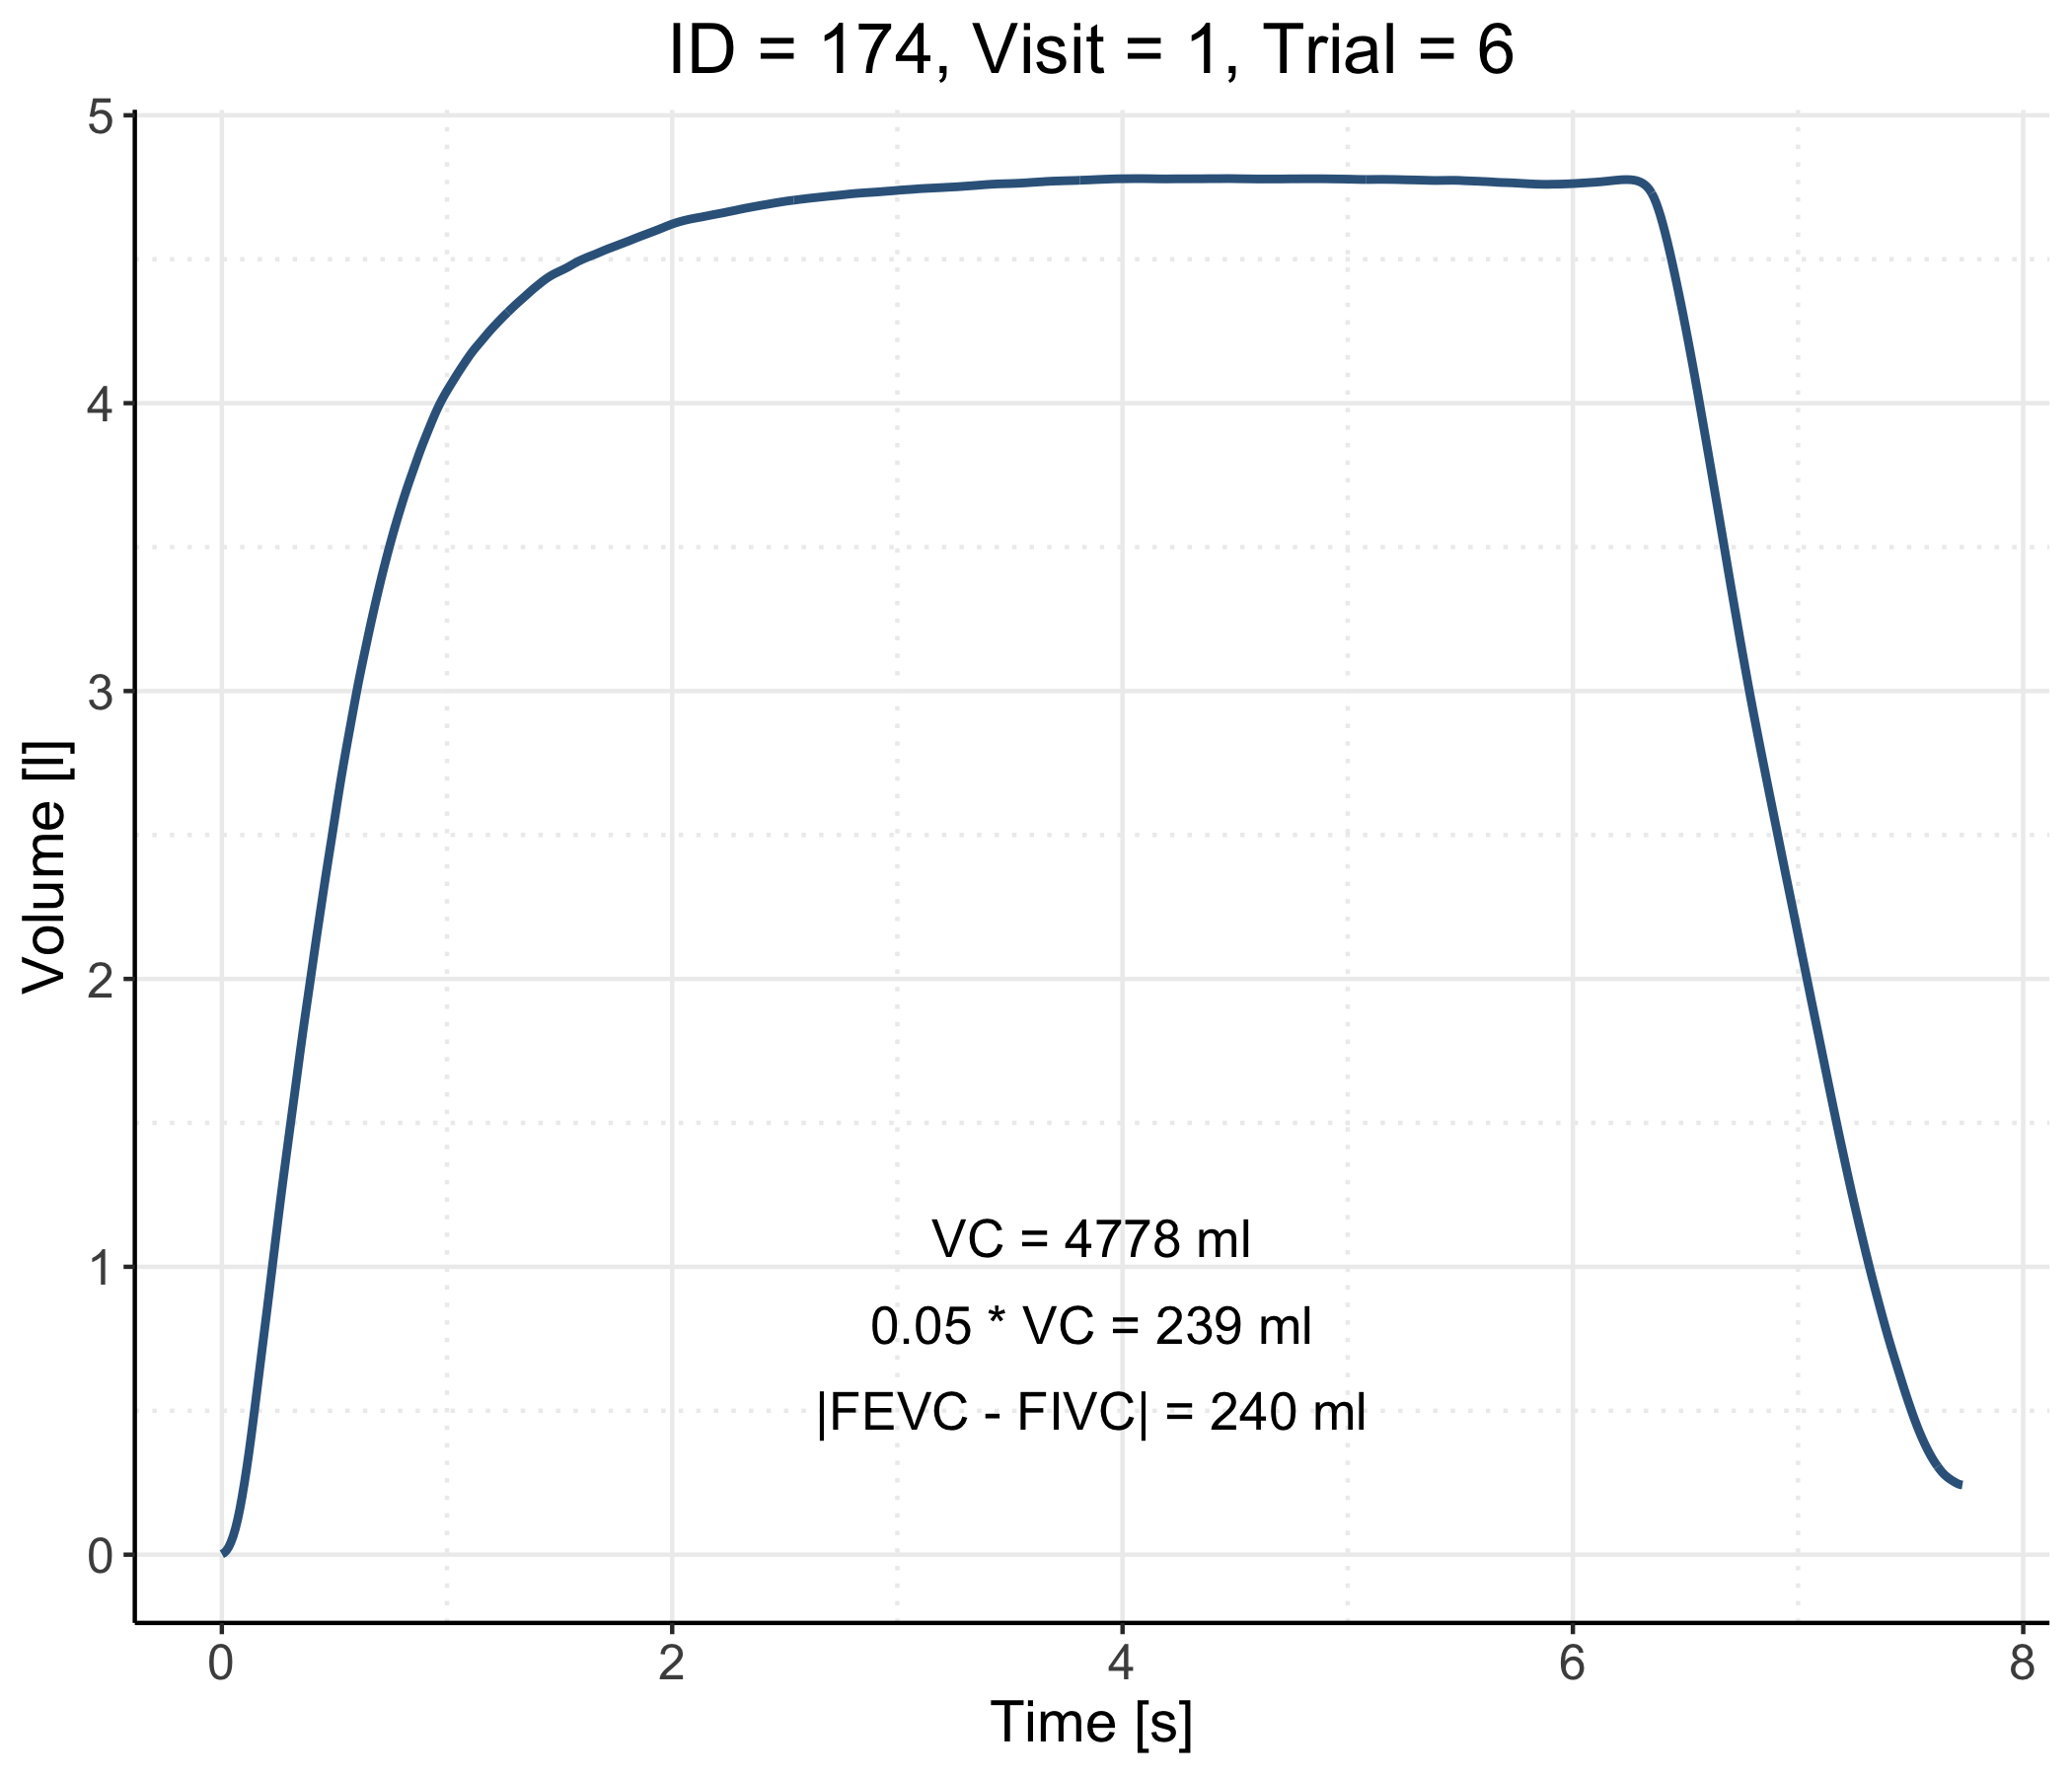 ID = 174, Visit = 1, Trial = 6
5
4
3
2
1
0
Volume [l]
VC = 4778 ml
0.05 * VC = 239 ml
|FEVC - FIVC| = 240 ml
0 2 4 6 8
Time [s]